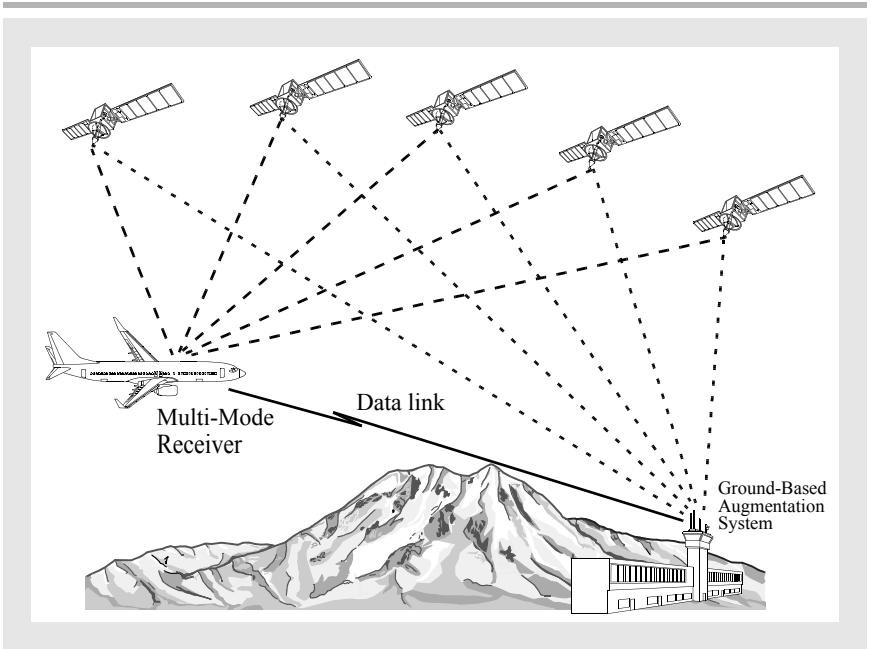 Data link
Multi-Mode
Receiver
Ground-Based
Augmentation
System